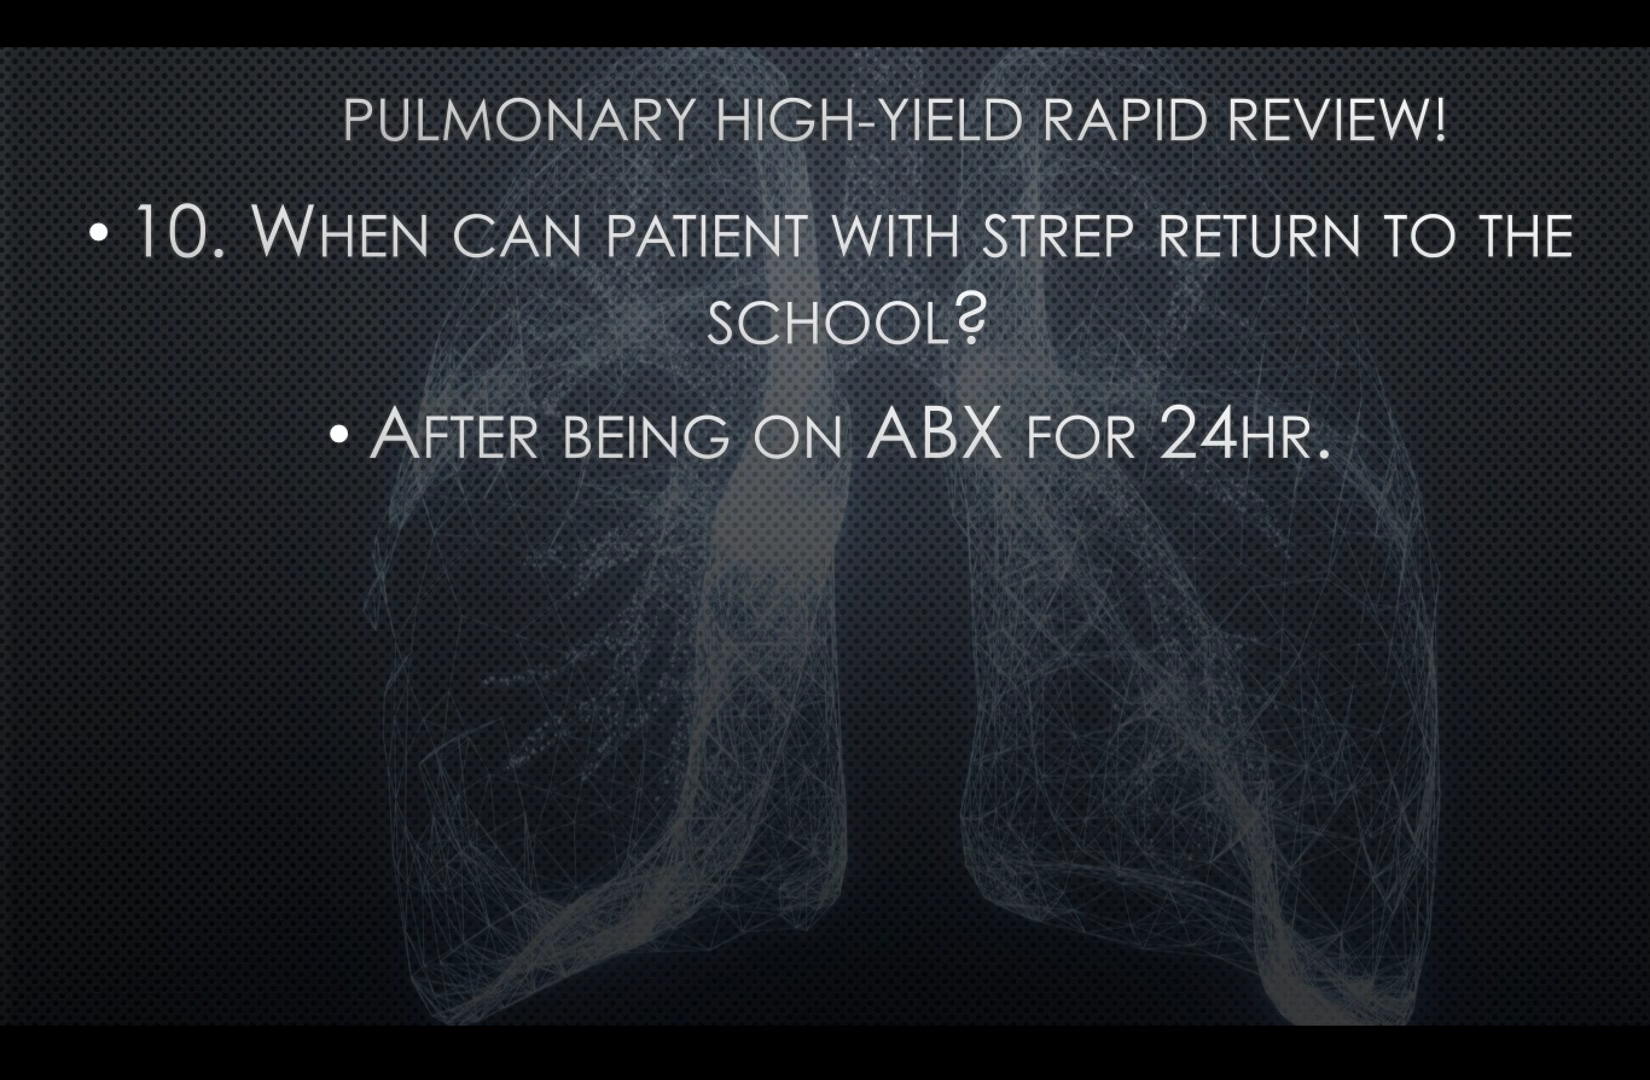 PULMONARY HIGH-YIELD RAPID REVIEW!
• 10. WHEN CAN PATIENT WITH STREP RETURN TO THE
SCHOOL?
• AFTER BEING ON ABX FOR 24HR.